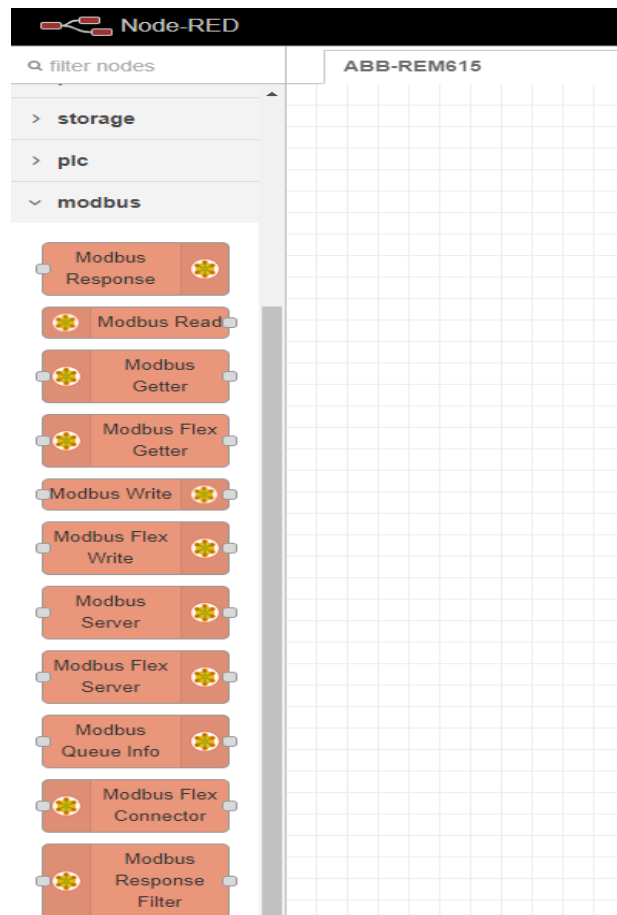 Node-RED
filter nodes
ABB-REM615
storage
plc
modbus
Modbus
Response
Modbus Read
Modbus
Getter
Modbus Flex
Getter
Modbus Write
Modbus Flex
Write
Modbus
Server
Modbus Flex
Server
Modbus
Queue Info
Modbus Flex
Connector
Modbus
Response
Filter